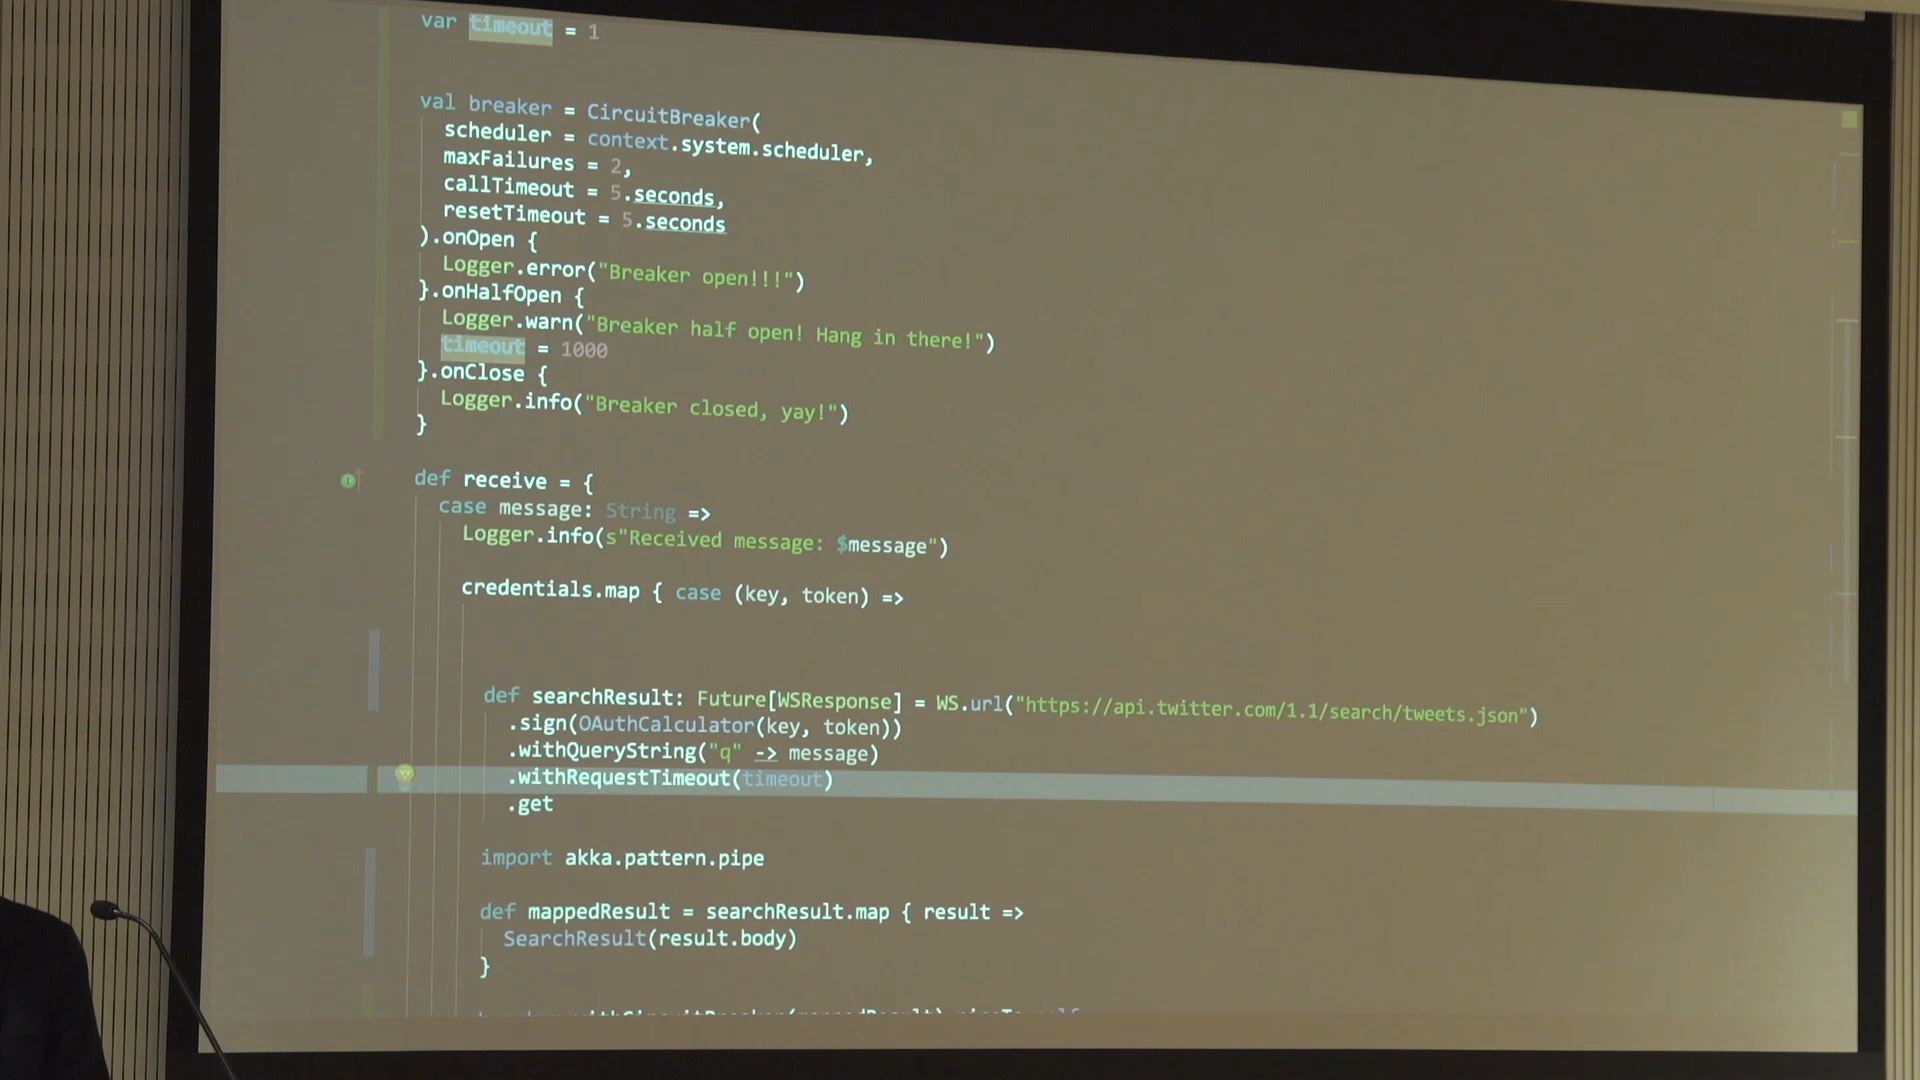 var timeout = 1
val breaker = CircuitBreaker(
scheduler = context.system.scheduler,
maxFailures = 2,
callTimeout = 5.seconds,
resetTimeout = 5.seconds
).onOpen {
Logger.error("Breaker open!!!")
}.onHalfOpen {
Logger.warn("Breaker half open! Hang in there!")
timeout = 1000
}.onClose {
Logger.info("Breaker closed, yay!")
}
def receive = {
case message: String =>
Logger.info(s"Received message: $message")
credentials.map { case (key, token) =>
def searchResult: Future[WSResponse] = WS.url("https://api.twitter.com/1.1/search/tweets.json")
.sign(OAuthCalculator(key, token))
.withQueryString("q" -> message)
.withRequestTimeout(timeout)
.get
import akka.pattern.pipe
def mappedResult = searchResult.map { result =>
SearchResult(result.body)
}